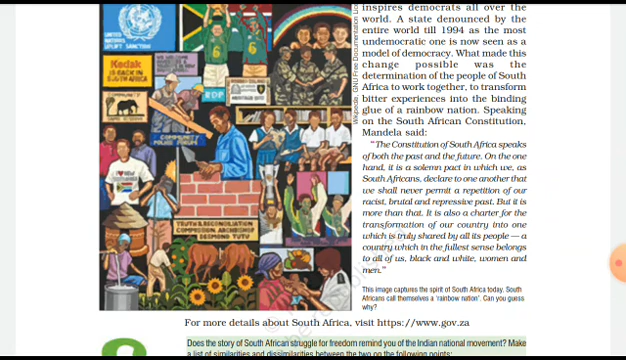 inspires democrats all over the
world. A state denounced by the
entire world till 1994 as the most
undemocratic one is now seen as a
model of democracy. What made this
change possible was the
determination of the people of South
Africa to work together, to transform
bitter experiences into the binding
glue of a rainbow nation. Speaking
on the South African Constitution,
Mandela said:
"The Constitution of South Africa speaks
of both the past and the future. On the one
hand, it is a solemn pact in which we, as
South Africans, declare to one another that
we shall never permit a repetition of our
racist, brutal and repressive past. But it is
more than that. It is also a charter for the
transformation of our country into one
which is truly shared by all its people — a
country which in the fullest sense belongs
to all of us, black and white, women and
men."
This image captures the spirit of South Africa today. South
Africans call themselves a 'rainbow nation'. Can you guess
why?
Wikipedia, GNU Free Documentation Lice
UNITED
NATIONS
UPLIFT SANCTION
Kodak
IS BACK IN
SOUTH AFRICA
COMMUNITY
RDP
COMMUNITY
POLICE FORUM
I ♥ NEW
TRUTH & RECONCILIATION
COMMISSION. ARCHBISHOP
DESMOND TUTU
6
6
For more details about South Africa, visit https://www.gov.za
Does the story of South African struggle for freedom remind you of the Indian national movement? Make
a list of similarities and dissimilarities between the two on the following points: